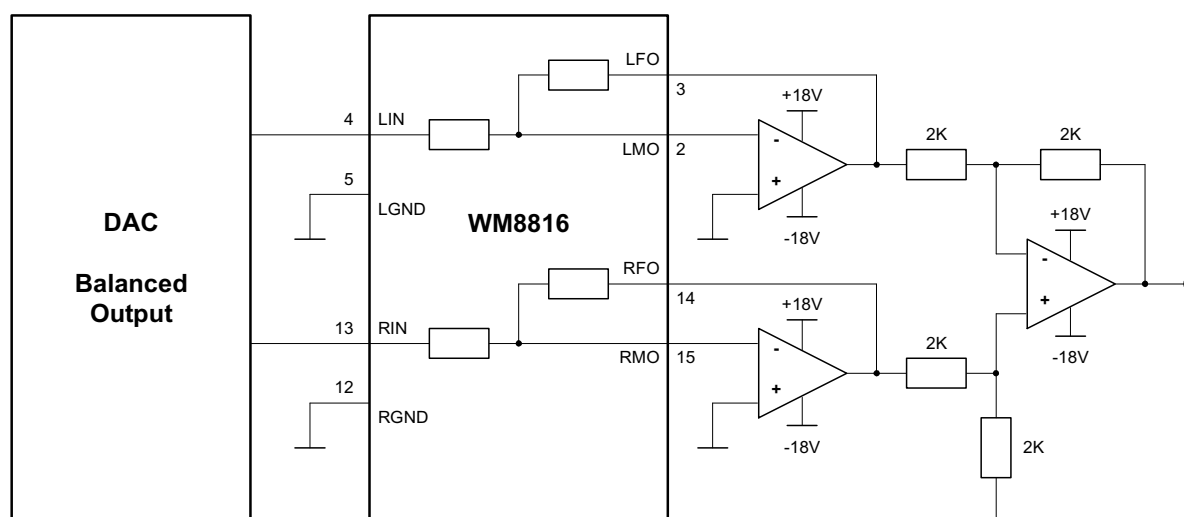 LFO
3
+18V
4
LIN
2K
2K
LMO
2
-
+
5
LGND
-18V
DAC
WM8816
+18V
Balanced
Output
RFO
14
-
+
+18V
-18V
13
RIN
2K
RMO
15
-
+
12
RGND
-18V
2K